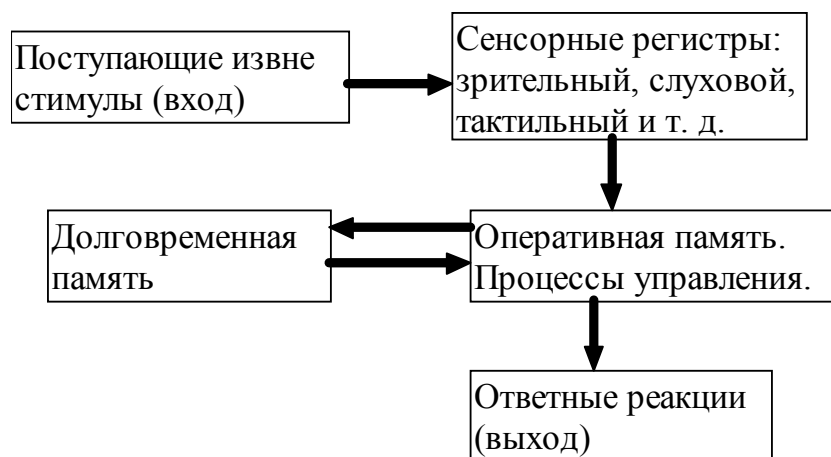 Поступающие извне
стимулы (вход)
Сенсорные регистры:
зрительный, слуховой,
тактильный и т. д.
Долговременная
память
Оперативная память.
Процессы управления.
Ответные реакции
(выход)